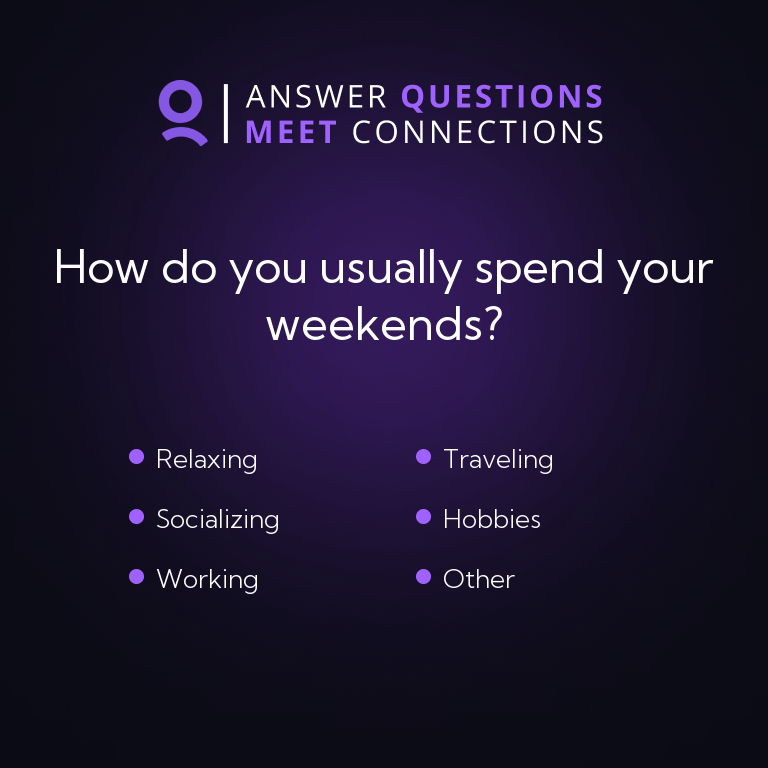 ANSWER QUESTIONS
MEET CONNECTIONS
How do you usually spend your
weekends?
Relaxing
Traveling
Socializing
Hobbies
Working
Other